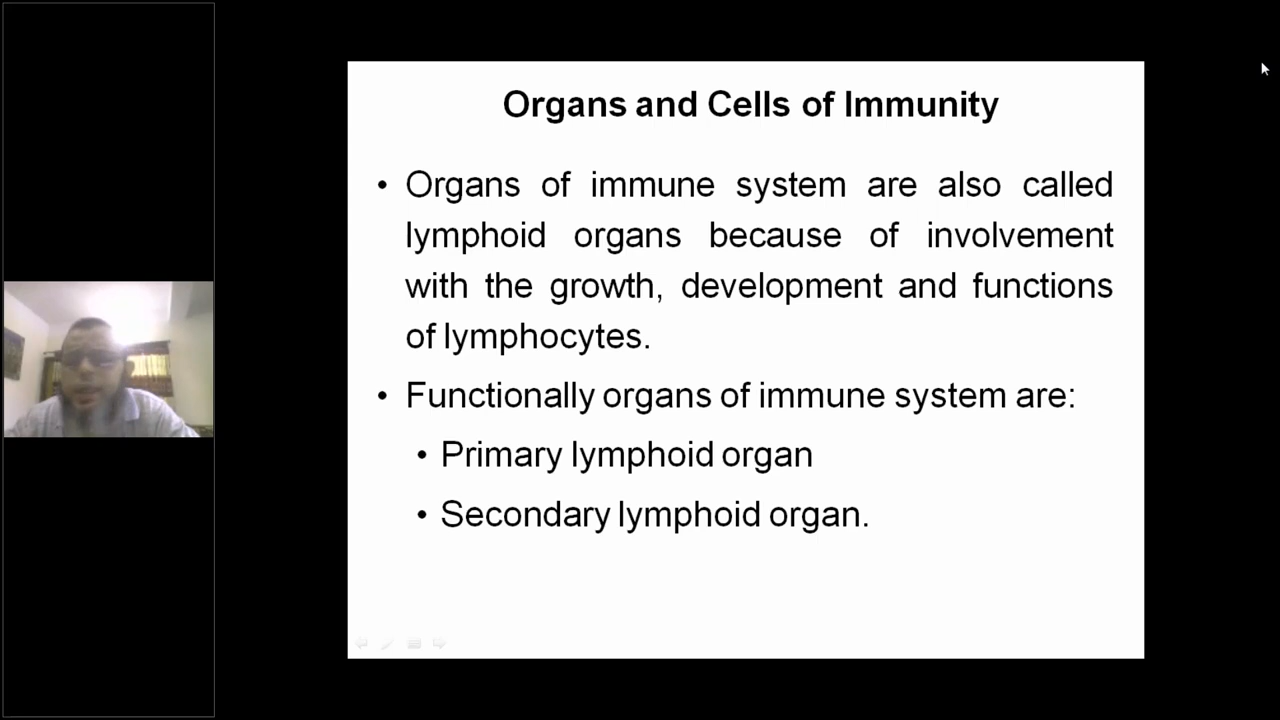 Organs and Cells of Immunity
• Organs of immune system are also called
lymphoid organs because of involvement
with the growth, development and functions
of lymphocytes.
• Functionally organs of immune system are:
• Primary lymphoid organ
• Secondary lymphoid organ.